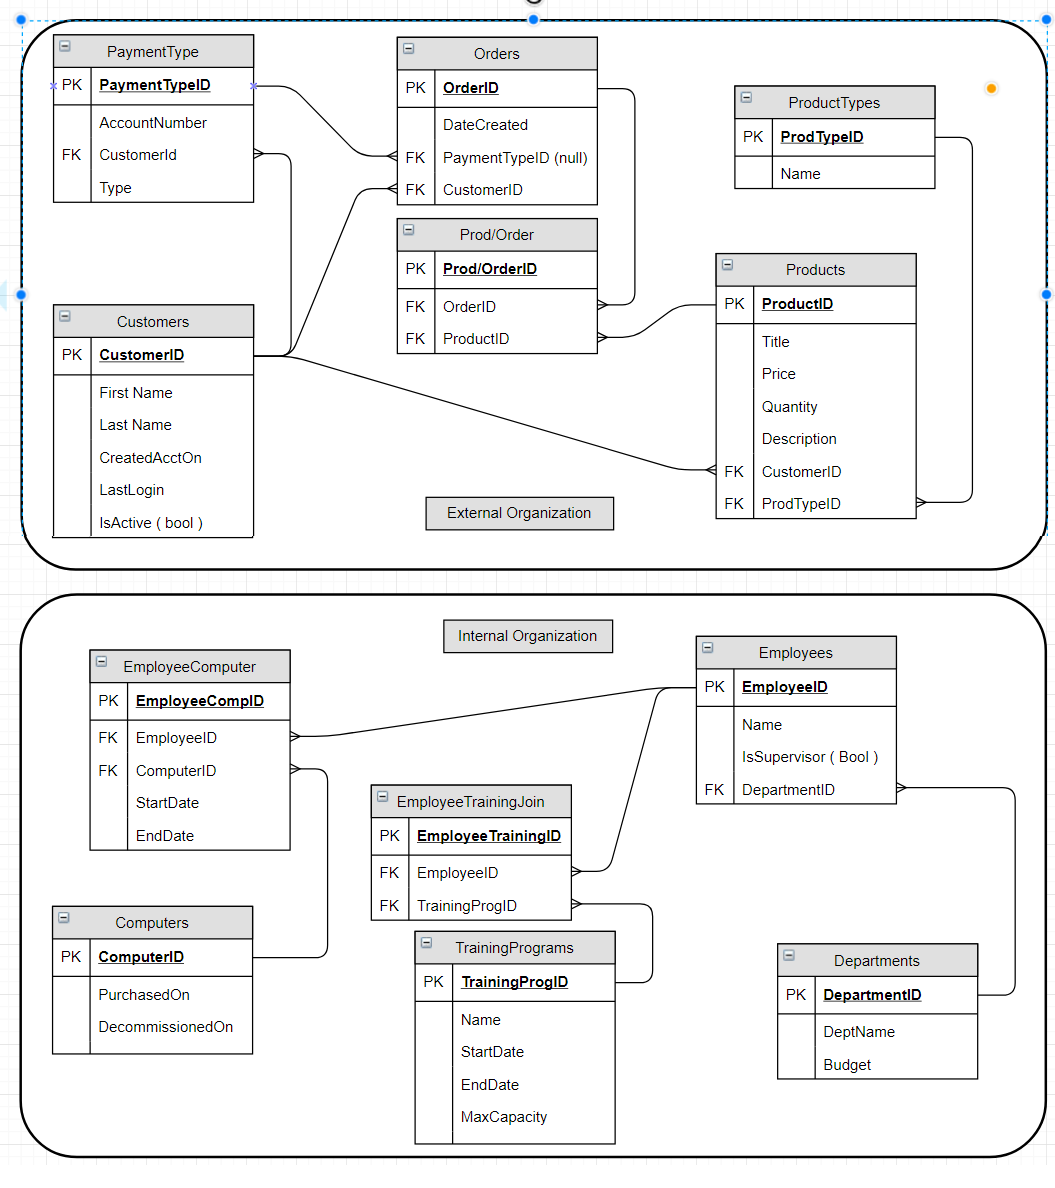 PaymentType
PK PaymentTypeID
AccountNumber
FK CustomerId
Type
Orders
PK OrderID
DateCreated
FK PaymentTypeID (null)
FK CustomerID
ProductTypes
PK ProdTypeID
Name
Prod/Order
PK Prod/OrderID
FK OrderID
FK ProductID
Products
PK ProductID
Title
Price
Quantity
Description
FK CustomerID
FK ProdTypeID
Customers
PK CustomerID
First Name
Last Name
CreatedAcctOn
LastLogin
IsActive ( bool )
External Organization
Internal Organization
EmployeeComputer
PK EmployeeCompID
FK EmployeeID
FK ComputerID
StartDate
EndDate
Employees
PK EmployeeID
Name
IsSupervisor ( Bool )
FK DepartmentID
EmployeeTrainingJoin
PK EmployeeTrainingID
FK EmployeeID
FK TrainingProgID
Computers
PK ComputerID
PurchasedOn
DecommissionedOn
TrainingPrograms
PK TrainingProgID
Name
StartDate
EndDate
MaxCapacity
Departments
PK DepartmentID
DeptName
Budget